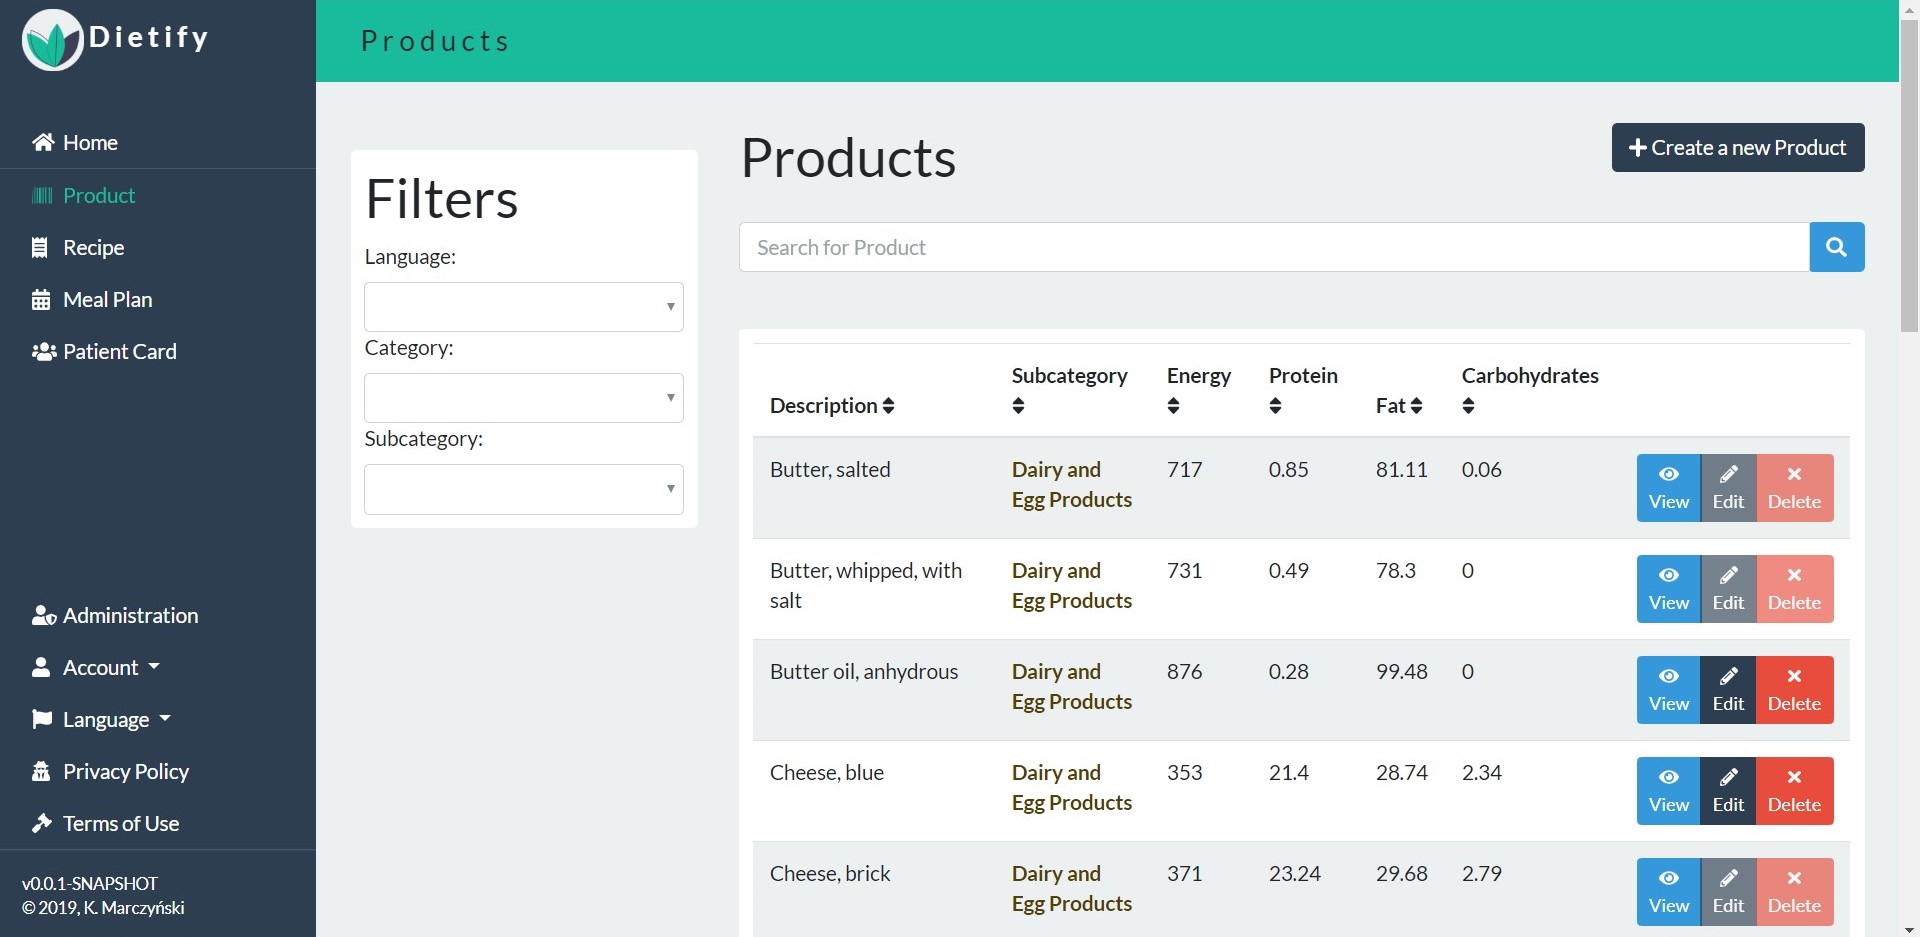 Dietify
Home
Product
Recipe
Meal Plan
Patient Card
Administration
Account
Language
Privacy Policy
Terms of Use
v0.0.1-SNAPSHOT
© 2019, K. Marczyński
Products
Filters
Language:
Category:
Subcategory:
Products
Create a new Product
Search for Product
Description Subcategory Energy Protein Fat Carbohydrates
Butter, salted Dairy and 717 0.85 81.11 0.06
Egg Products
View Edit Delete
Butter, whipped, with Dairy and 731 0.49 78.3 0
salt Egg Products
View Edit Delete
Butter oil, anhydrous Dairy and 876 0.28 99.48 0
Egg Products
View Edit Delete
Cheese, blue Dairy and 353 21.4 28.74 2.34
Egg Products
View Edit Delete
Cheese, brick Dairy and 371 23.24 29.68 2.79
Egg Products
View Edit Delete